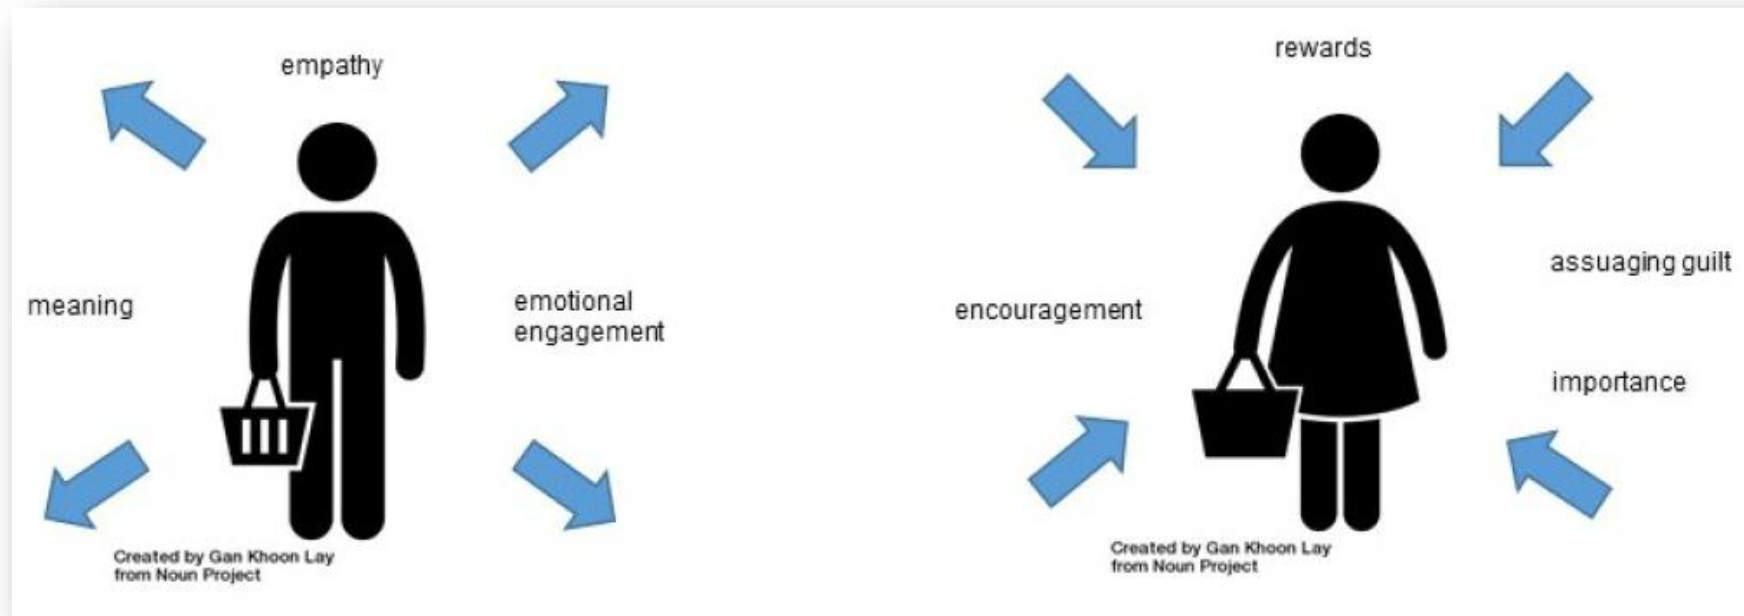 empathy
meaning
emotional
engagement
Created by Gan Khoon Lay
from Noun Project
rewards
encouragement
assuaging guilt
importance
Created by Gan Khoon Lay
from Noun Project